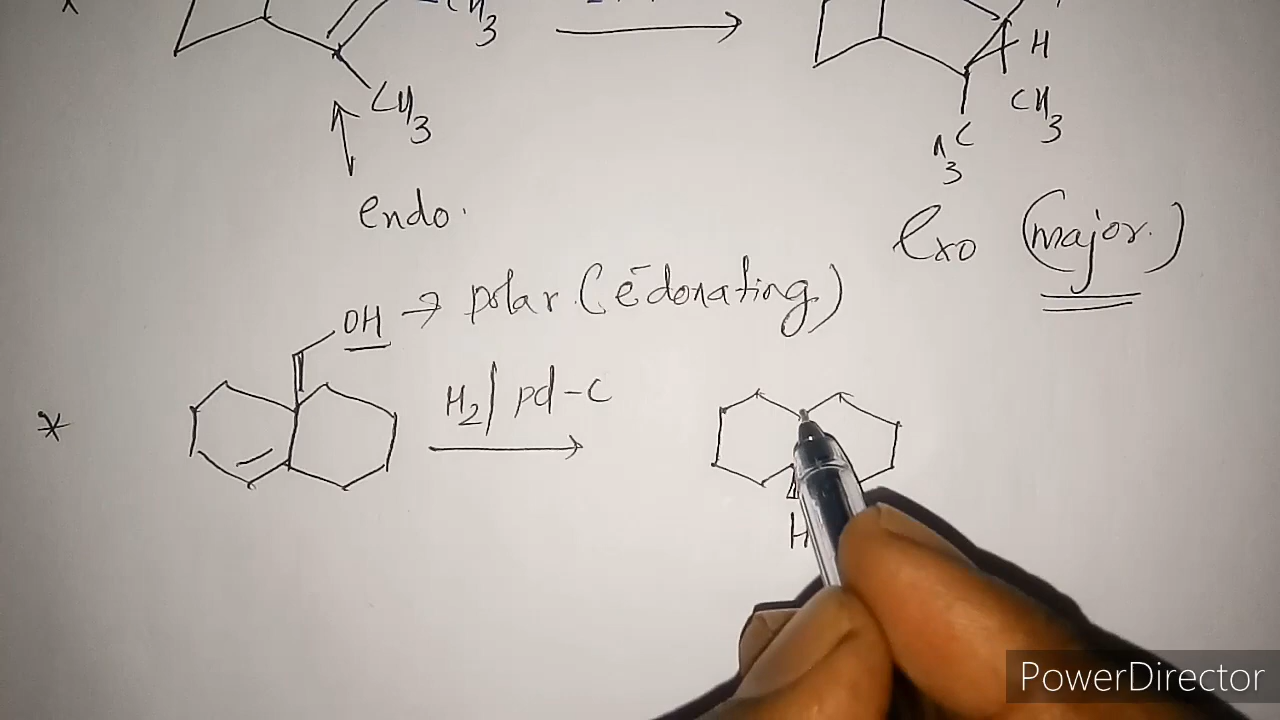 CH3
CH3
endo.
H
CH3
H3C
Exo (major.)
OH → polar (e-donating)
*
H2/pd-C
H
PowerDirector